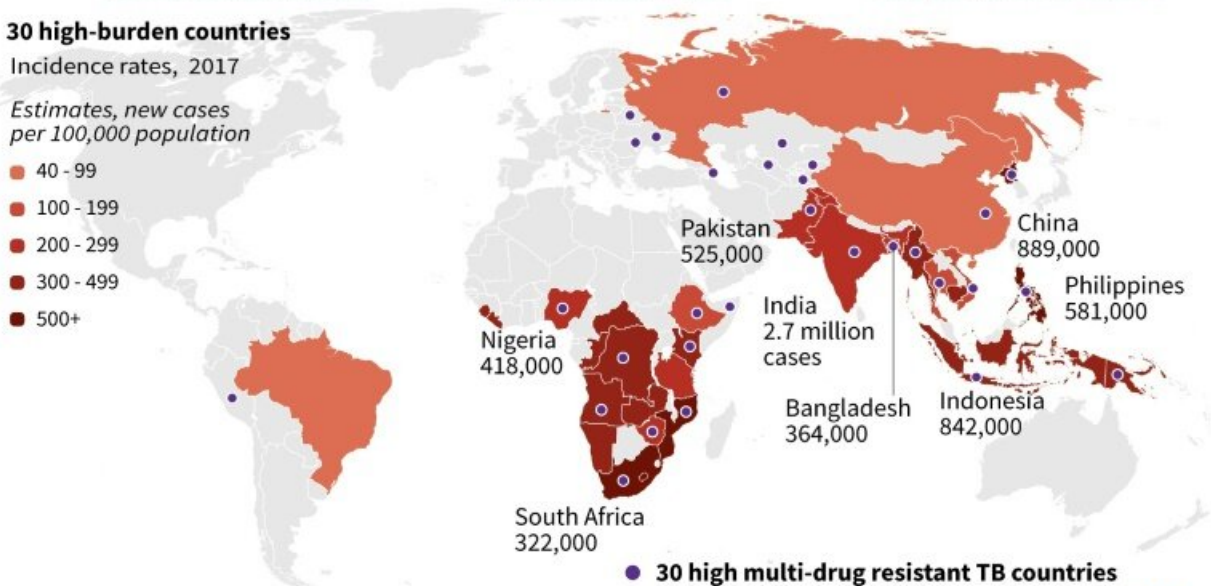 30 high-burden countries
Incidence rates, 2017
Estimates, new cases
per 100,000 population
40 - 99
100 - 199
200 - 299
300 - 499
500+
Pakistan
525,000
China
889,000
Philippines
581,000
India
2.7 million
cases
Nigeria
418,000
Bangladesh
364,000
Indonesia
842,000
South Africa
322,000
30 high multi-drug resistant TB countries